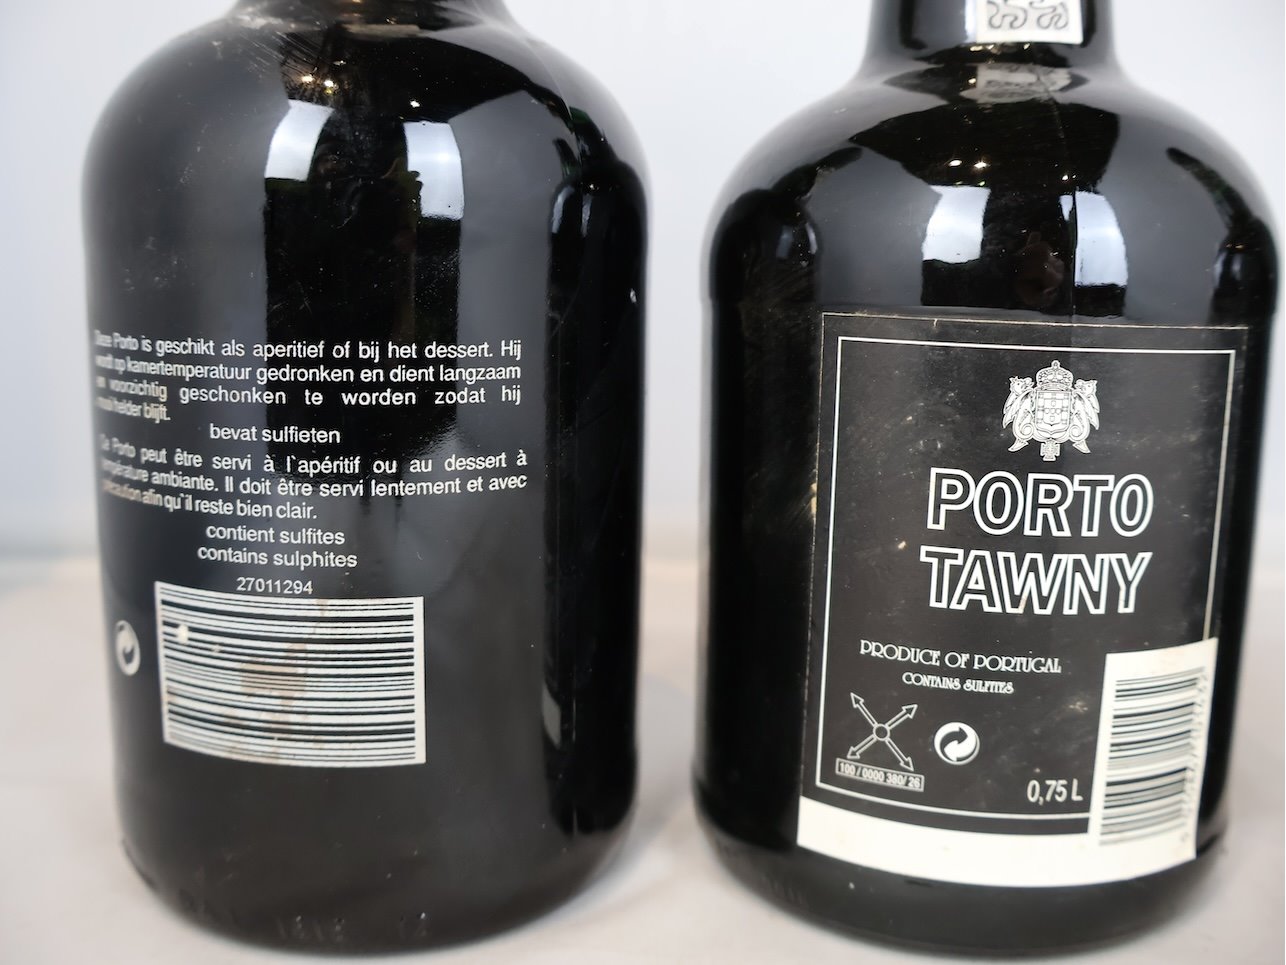 Deze Porto is geschikt als aperitief of bij het dessert. Hij
wordt op kamertemperatuur gedronken en dient langzaam
en voorzichtig geschonken te worden zodat hij
mooi helder blijft.
bevat sulfieten
Ce Porto peut être servi à l`apéritif ou au dessert à
température ambiante. Il doit être servi lentement et avec
précaution afin qu`il reste bien clair.
contient sulfites
contains sulphites
27011294
PORTO
TAWNY
PRODUCE OF PORTUGAL
CONTAINS SULFITES
100 / 0000 380/ 26
0,75 L